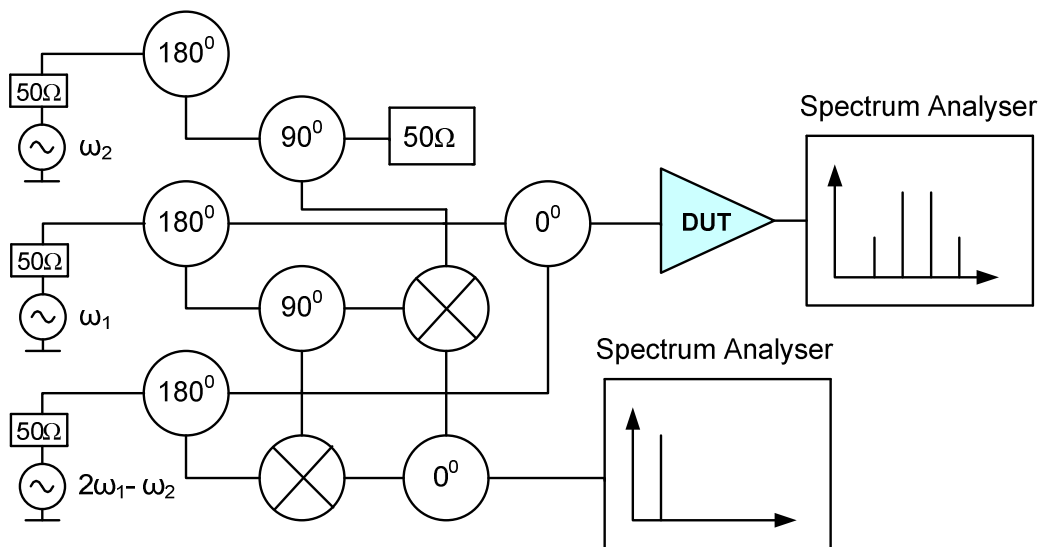 180⁰
50Ω
ω₂
90⁰
50Ω
Spectrum Analyser
180⁰
50Ω
ω₁
0⁰
DUT
90⁰
Spectrum Analyser
180⁰
50Ω
2ω₁- ω₂
0⁰